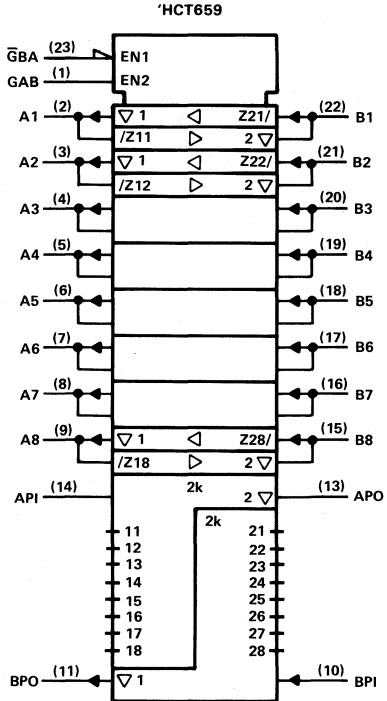 'HCT659
G̅BA (23) EN1
GAB (1) EN2
A1 (2) ▽ 1 ◁ Z21/ (22) B1
/Z11 ▷ 2 ▽
A2 (3) ▽ 1 ◁ Z22/ (21) B2
/Z12 ▷ 2 ▽
A3 (4) (20) B3
A4 (5) (19) B4
A5 (6) (18) B5
A6 (7) (17) B6
A7 (8) (16) B7
A8 (9) ▽ 1 ◁ Z28/ (15) B8
/Z18 ▷ 2 ▽
2k
API (14) 2 ▽ (13) APO
2k
11 21
12 22
13 23
14 24
15 25
16 26
17 27
18 28
BPO (11) ▽ 1 (10) BPI